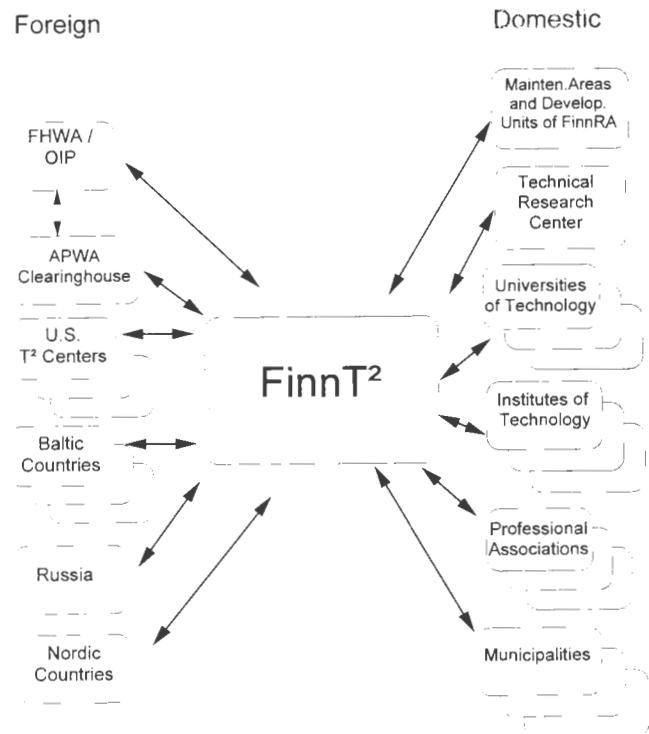 Foreign
Domestic
FHWA /
OIP
APWA
Clearinghouse
U.S.
T² Centers
Baltic
Countries
Russia
Nordic
Countries
FinnT²
Mainten.Areas
and Develop.
Units of FinnRA
Technical
Research
Center
Universities
of Technology
Institutes of
Technology
Professional
Associations
Municipalities